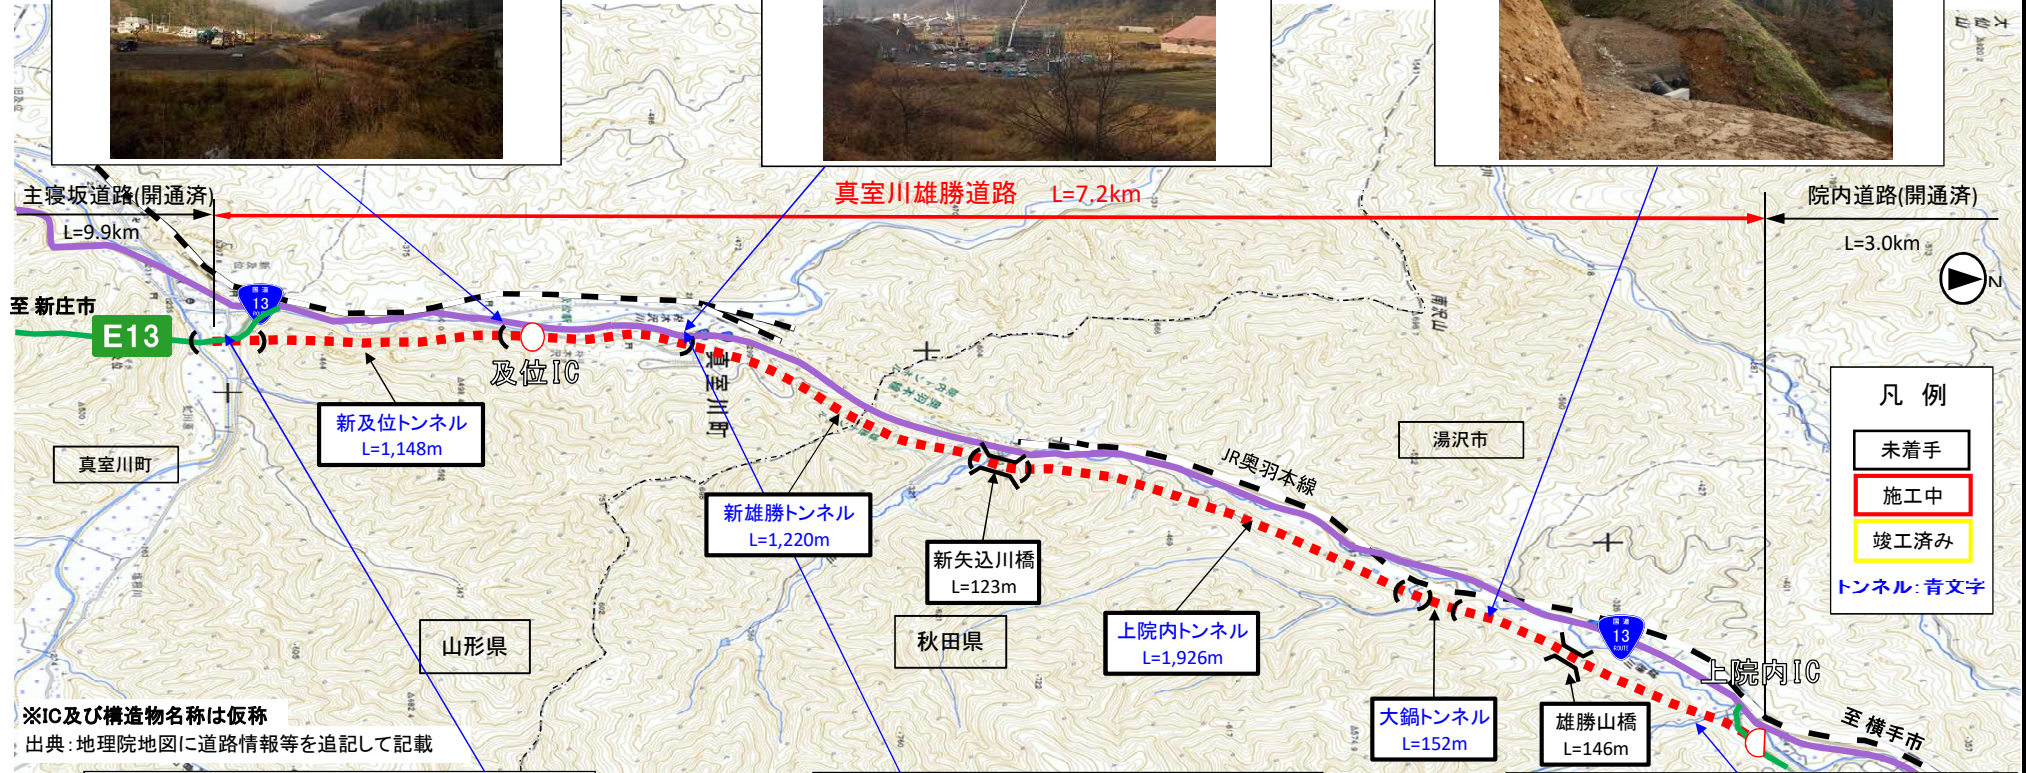 主寝坂道路(開通済)
L=9.9km
真室川雄勝道路 L=7.2km
院内道路(開通済)
L=3.0km
N
至 新庄市
E13
国道
13
ROUTE
及位IC
真室川町
新及位トンネル
L=1,148m
真室川町
新雄勝トンネル
L=1,220m
新矢込川橋
L=123m
JR奥羽本線
湯沢市
山形県
秋田県
上院内トンネル
L=1,926m
大鍋トンネル
L=152m
雄勝山橋
L=146m
国道
13
ROUTE
上院内IC
至 横手市
凡 例
未着手
施工中
竣工済み
トンネル:青文字
※IC及び構造物名称は仮称
出典:地理院地図に道路情報等を追記して記載